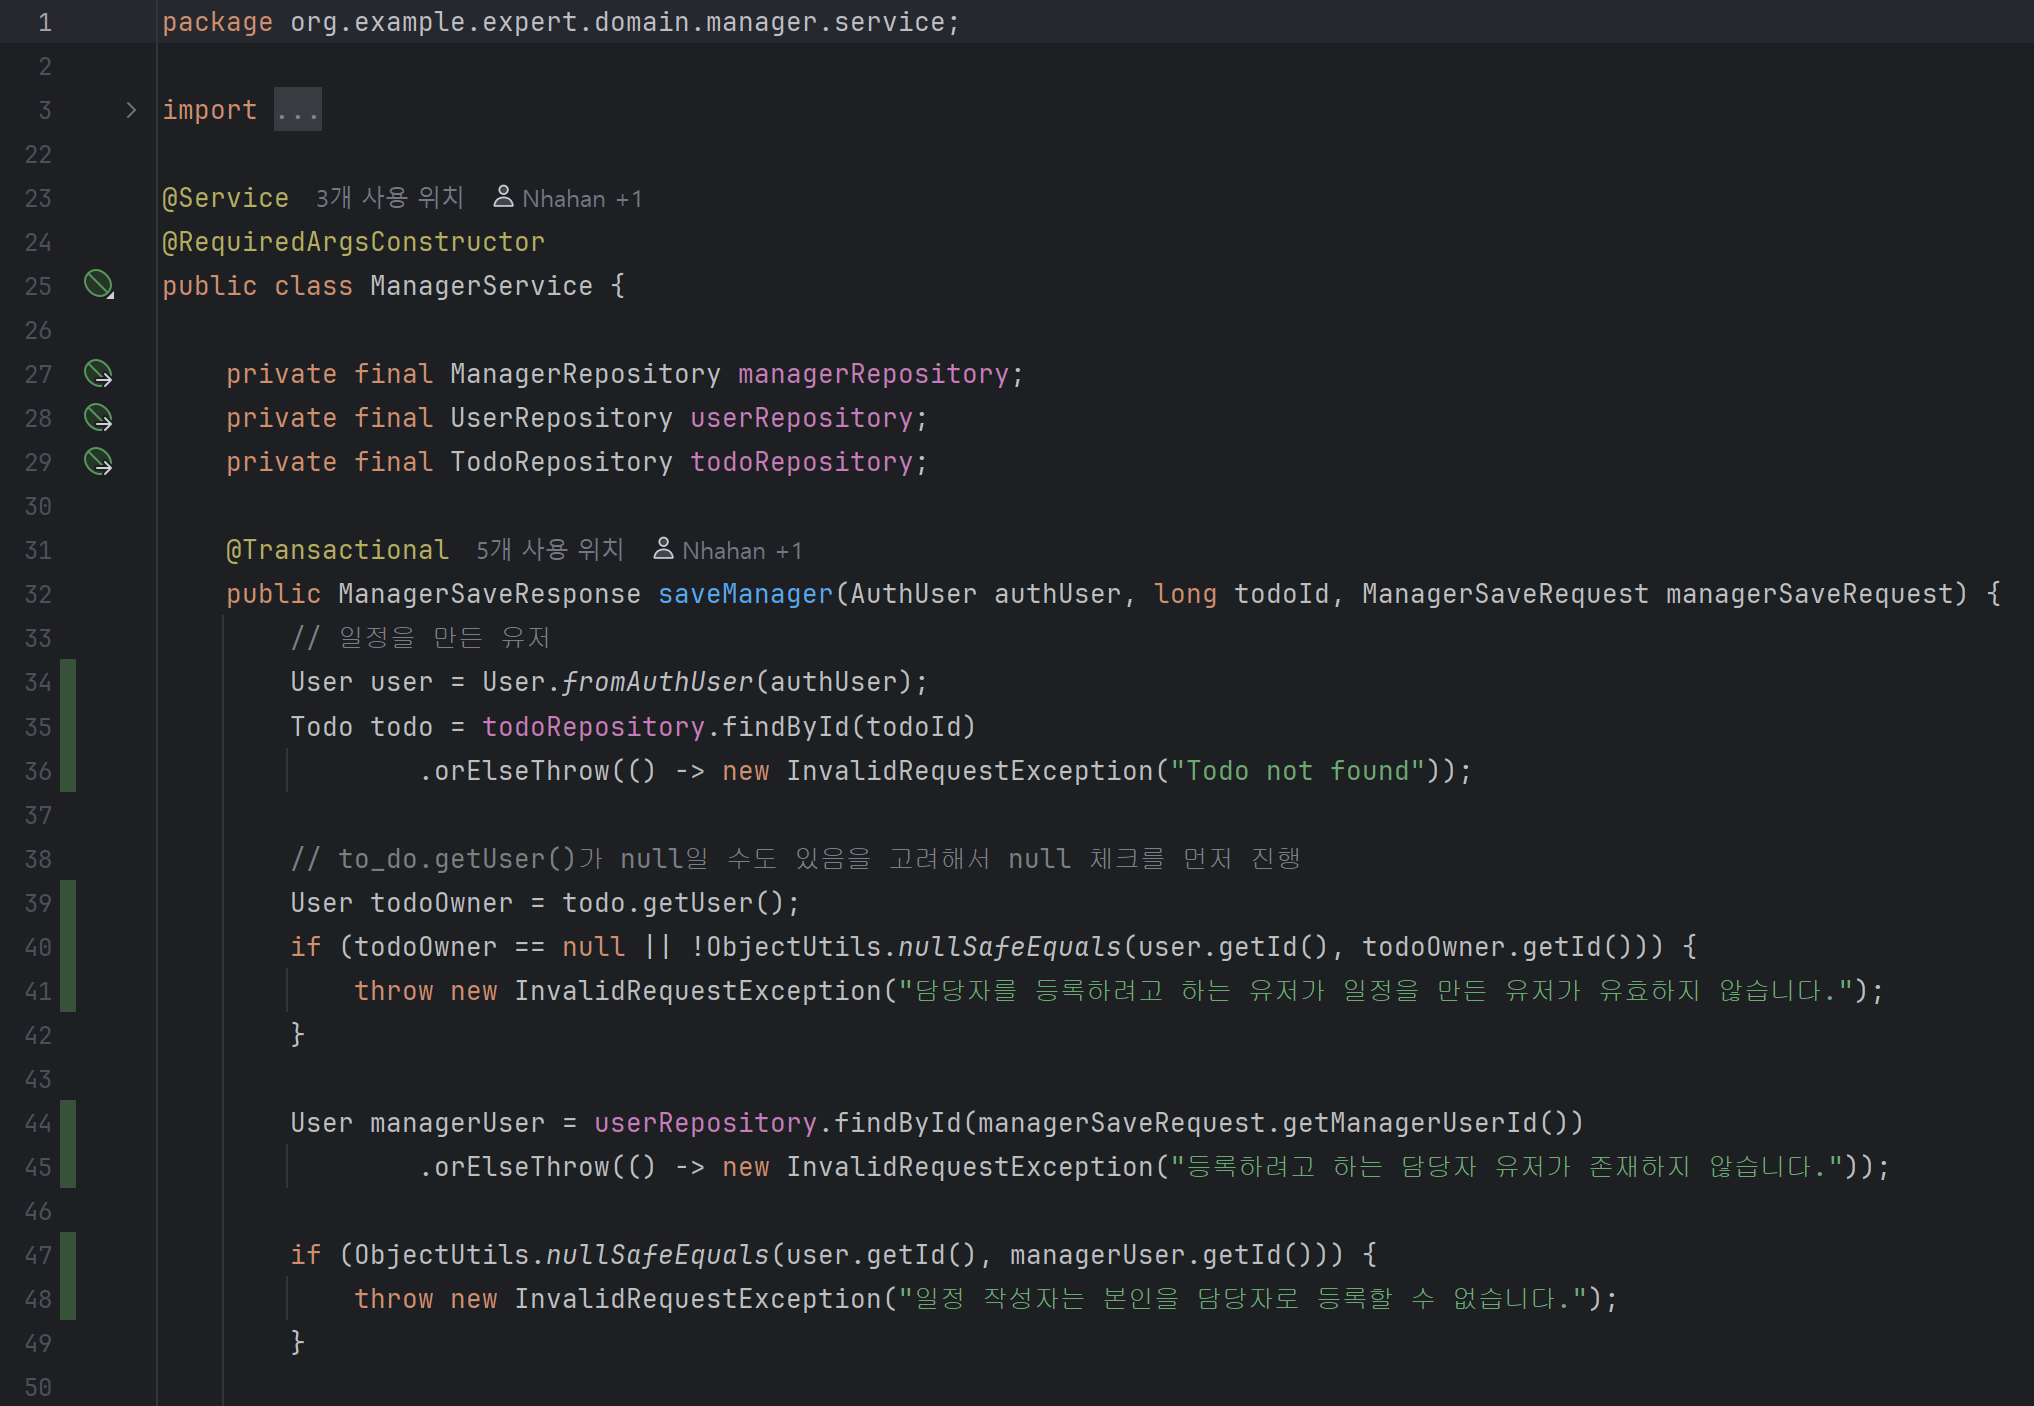 1 package org.example.expert.domain.manager.service;
2
3 import ...
22
23 @Service 3개 사용 위치 Nhahan +1
24 @RequiredArgsConstructor
25 public class ManagerService {
26
27 private final ManagerRepository managerRepository;
28 private final UserRepository userRepository;
29 private final TodoRepository todoRepository;
30
31 @Transactional 5개 사용 위치 Nhahan +1
32 public ManagerSaveResponse saveManager(AuthUser authUser, long todoId, ManagerSaveRequest managerSaveRequest) {
33 // 일정을 만든 유저
34 User user = User.fromAuthUser(authUser);
35 Todo todo = todoRepository.findById(todoId)
36 .orElseThrow(() -> new InvalidRequestException("Todo not found"));
37
38 // to_do.getUser()가 null일 수도 있음을 고려해서 null 체크를 먼저 진행
39 User todoOwner = todo.getUser();
40 if (todoOwner == null || !ObjectUtils.nullSafeEquals(user.getId(), todoOwner.getId())) {
41 throw new InvalidRequestException("담당자를 등록하려고 하는 유저가 일정을 만든 유저가 유효하지 않습니다.");
42 }
43
44 User managerUser = userRepository.findById(managerSaveRequest.getManagerUserId())
45 .orElseThrow(() -> new InvalidRequestException("등록하려고 하는 담당자 유저가 존재하지 않습니다."));
46
47 if (ObjectUtils.nullSafeEquals(user.getId(), managerUser.getId())) {
48 throw new InvalidRequestException("일정 작성자는 본인을 담당자로 등록할 수 없습니다.");
49 }
50